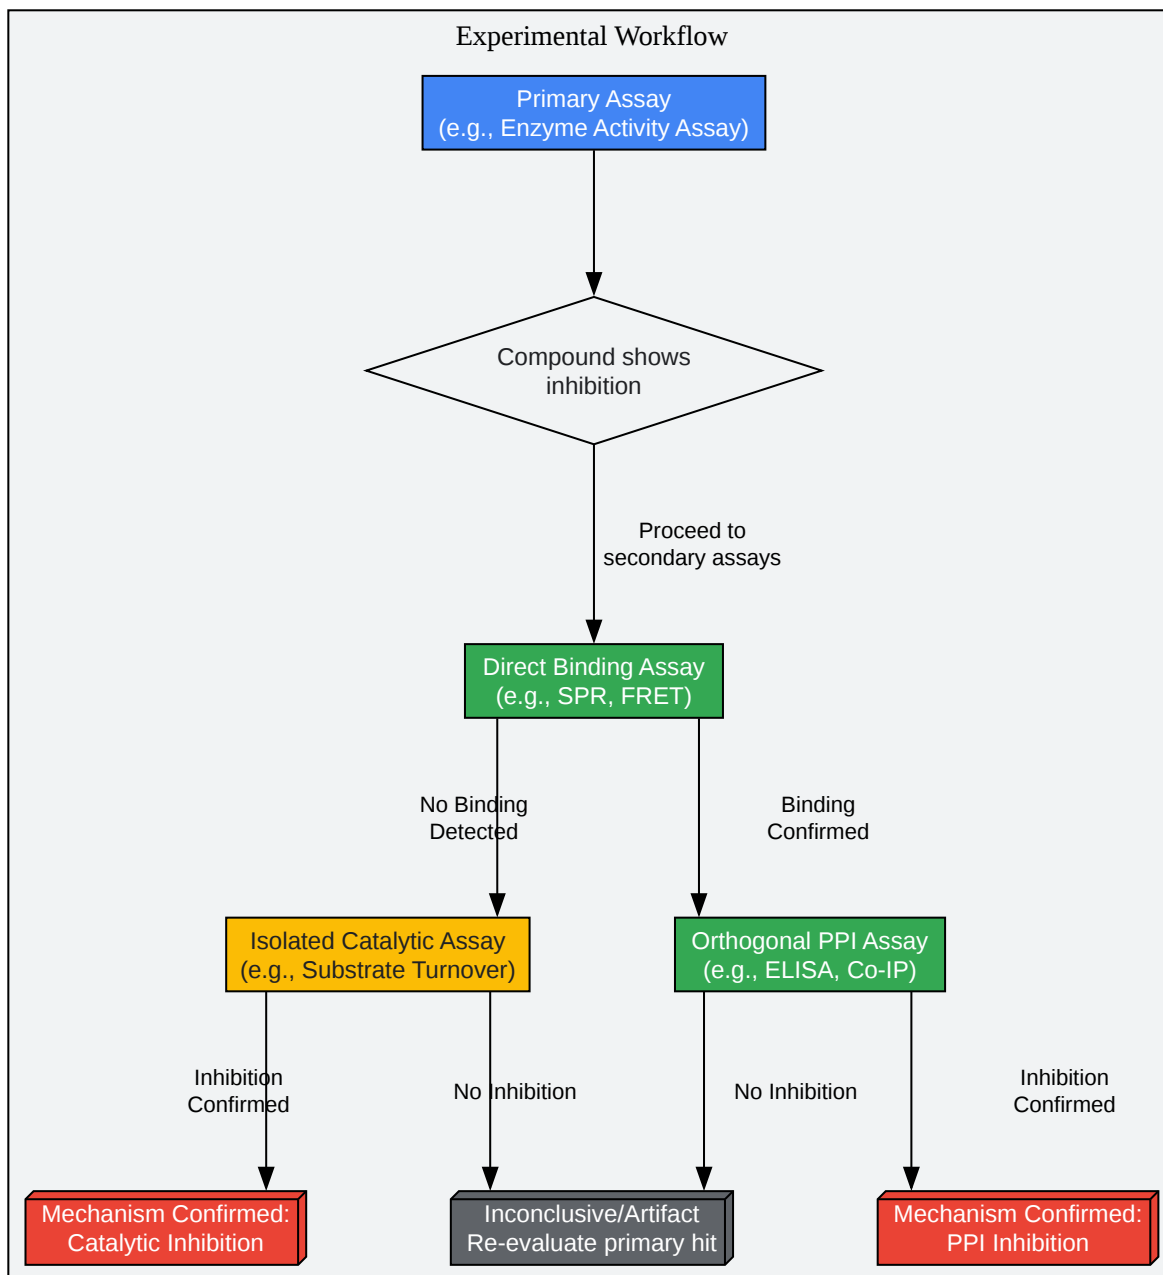 Experimental Workflow
Primary Assay
(e.g., Enzyme Activity Assay)
Compound shows
inhibition
Proceed to
secondary assays
Direct Binding Assay
(e.g., SPR, FRET)
No Binding
Detected
Binding
Confirmed
Isolated Catalytic Assay
(e.g., Substrate Turnover)
Orthogonal PPI Assay
(e.g., ELISA, Co-IP)
Inhibition
Confirmed
No Inhibition
No Inhibition
Inhibition
Confirmed
Mechanism Confirmed:
Catalytic Inhibition
Inconclusive/Artifact
Re-evaluate primary hit
Mechanism Confirmed:
PPI Inhibition